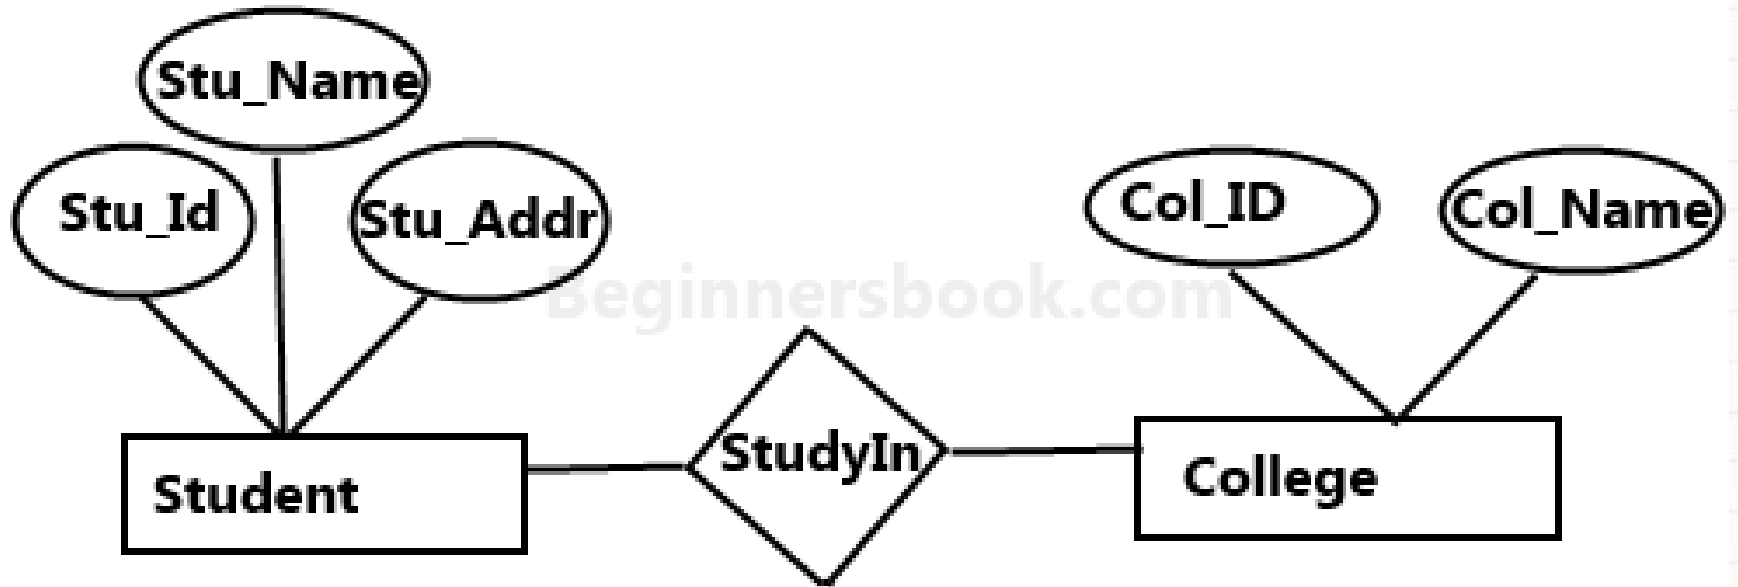 Stu_Name
Stu_Id
Stu_Addr
Col_ID
Col_Name
Beginnersbook.com
StudyIn
Student
College